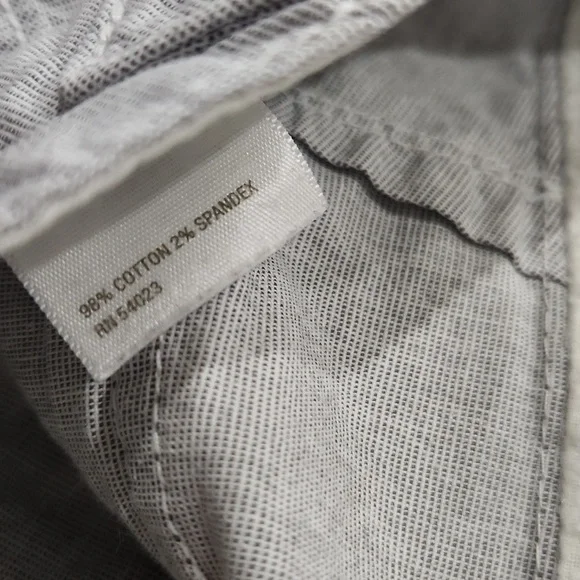 98% COTTON 2% SPANDEX
RN 54023